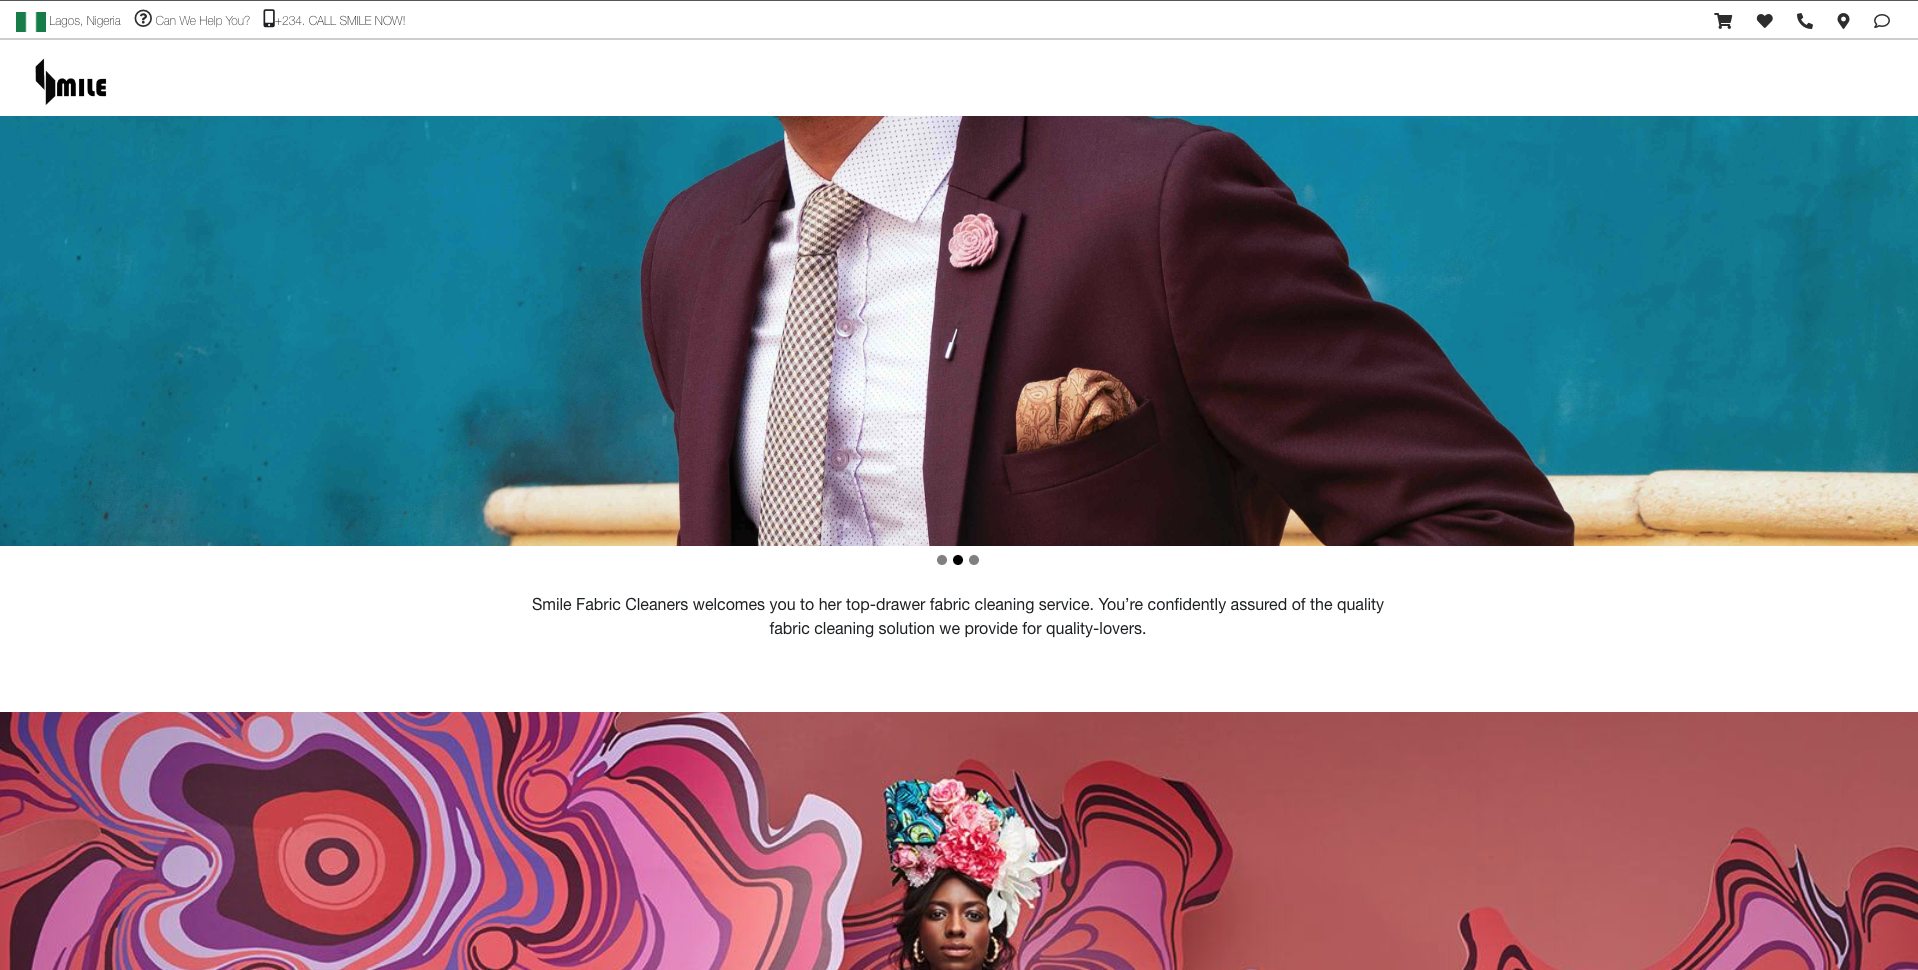 Lagos, Nigeria Can We Help You? +234. CALL SMILE NOW!
SMILE
Smile Fabric Cleaners welcomes you to her top-drawer fabric cleaning service. You’re confidently assured of the quality
fabric cleaning solution we provide for quality-lovers.